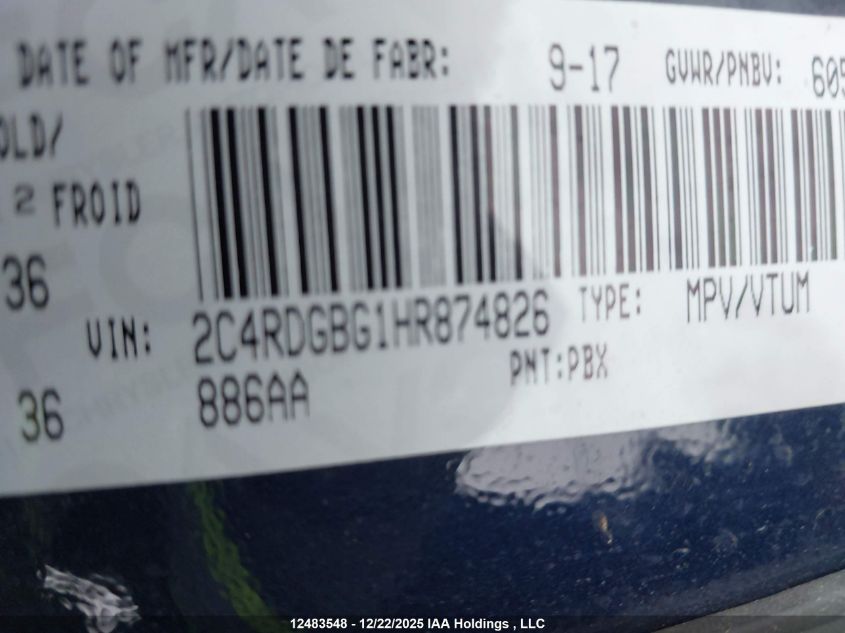 DATE OF MFR/DATE DE FABR: 9-17 GVWR/PNBV: 605
OLD/
2 FROID
36
VIN: 2C4RDGBG1HR874826 TYPE: MPV/VTUM
36 886AA PNT:PBX
12483548 - 12/22/2025 IAA Holdings , LLC